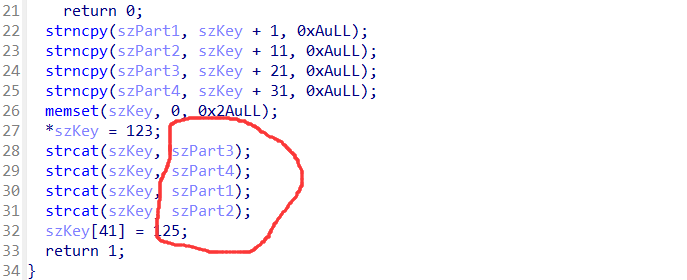 21 return 0;
22 strncpy(szPart1, szKey + 1, 0xAuLL);
23 strncpy(szPart2, szKey + 11, 0xAuLL);
24 strncpy(szPart3, szKey + 21, 0xAuLL);
25 strncpy(szPart4, szKey + 31, 0xAuLL);
26 memset(szKey, 0, 0x2AuLL);
27 *szKey = 123;
28 strcat(szKey, szPart3);
29 strcat(szKey, szPart4);
30 strcat(szKey, szPart1);
31 strcat(szKey, szPart2);
32 szKey[41] = 125;
33 return 1;
34 }